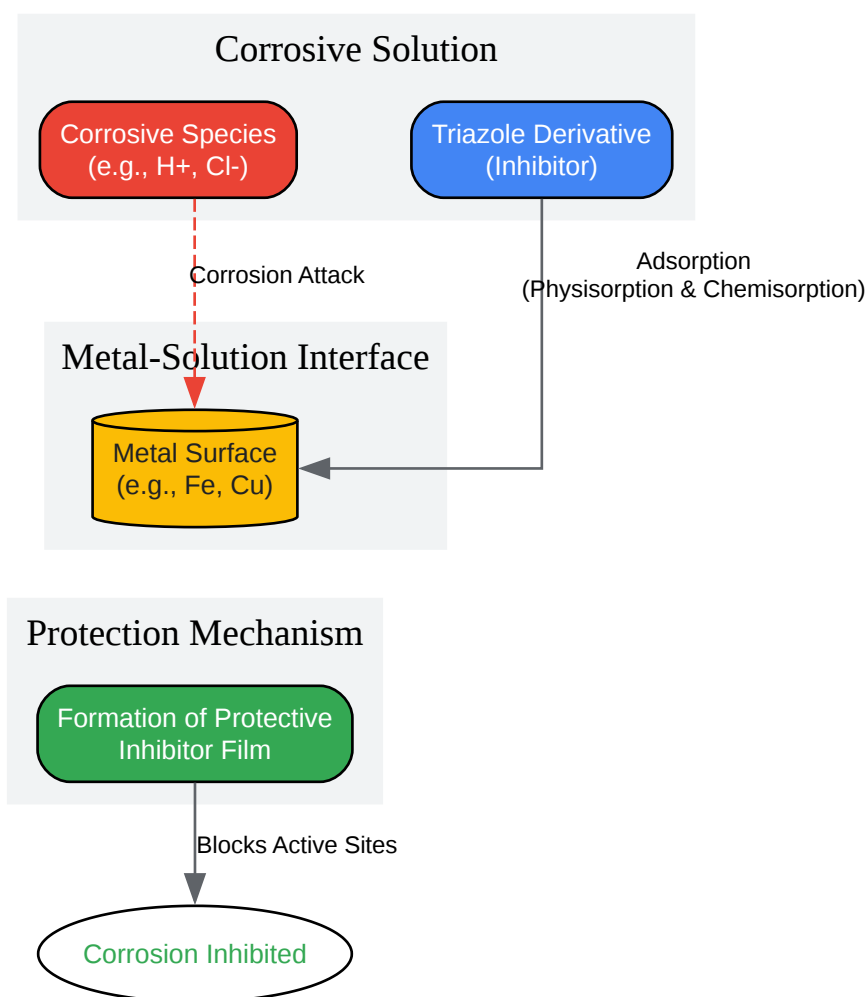 Corrosive Solution
Corrosive Species
(e.g., H+, Cl-)
Triazole Derivative
(Inhibitor)
Corrosion Attack
Adsorption
(Physisorption & Chemisorption)
Metal-Solution Interface
Metal Surface
(e.g., Fe, Cu)
Protection Mechanism
Formation of Protective
Inhibitor Film
Blocks Active Sites
Corrosion Inhibited